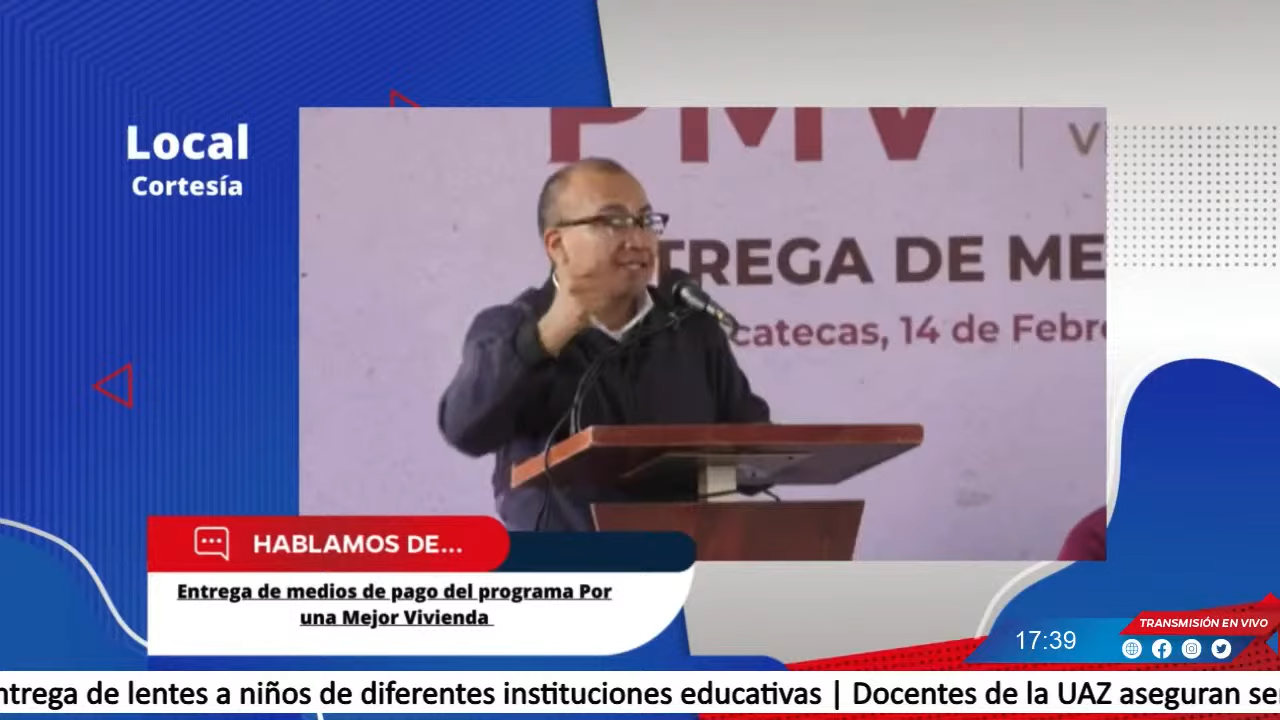 Local
Cortesía
PMV
TREGA DE ME
catecas, 14 de Febre
HABLAMOS DE...
Entrega de medios de pago del programa Por
una Mejor Vivienda
TRANSMISIÓN EN VIVO
17:39
ntrega de lentes a niños de diferentes instituciones educativas | Docentes de la UAZ aseguran se